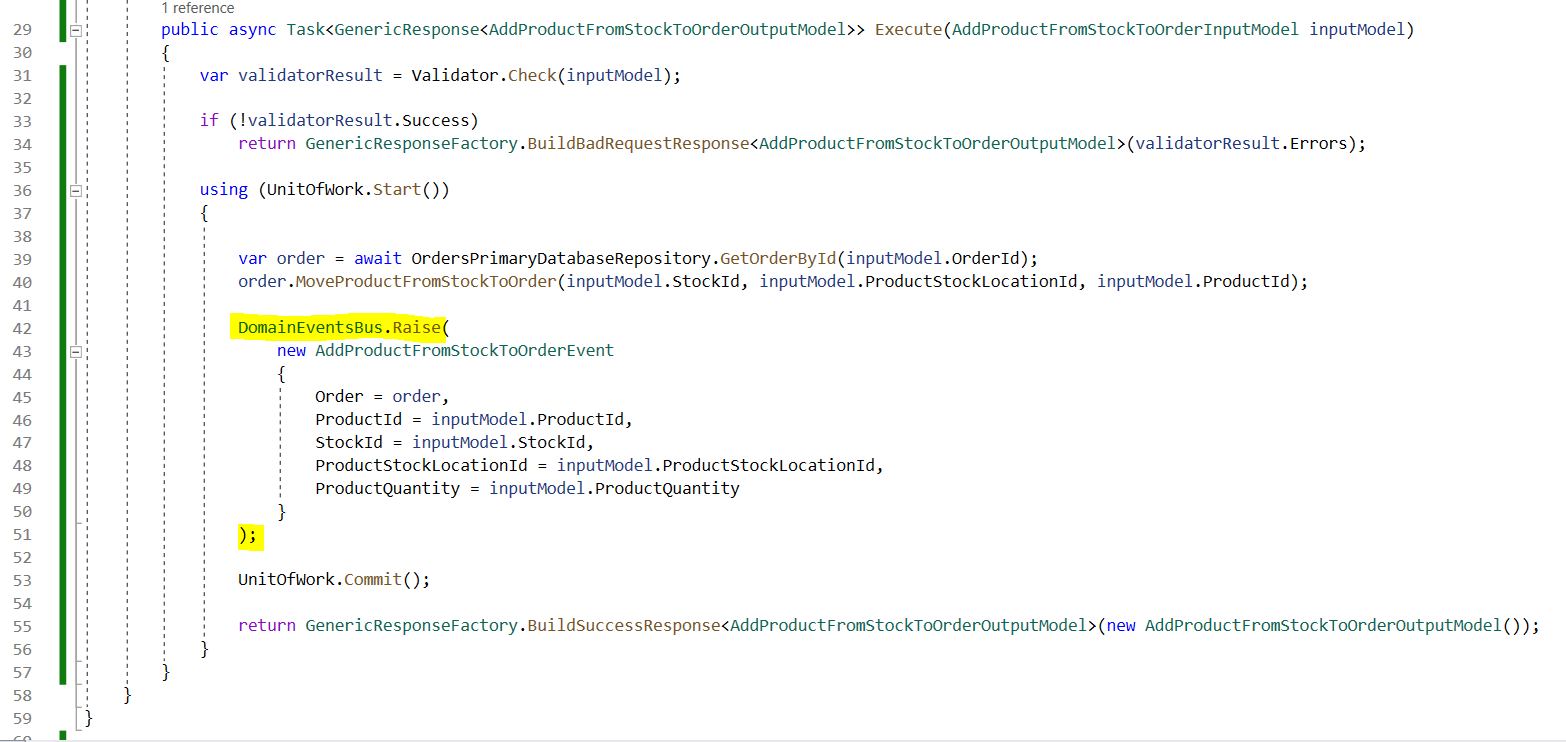 1 reference
29 public async Task<GenericResponse<AddProductFromStockToOrderOutputModel>> Execute(AddProductFromStockToOrderInputModel inputModel)
30 {
31 var validatorResult = Validator.Check(inputModel);
32
33 if (!validatorResult.Success)
34 return GenericResponseFactory.BuildBadRequestResponse<AddProductFromStockToOrderOutputModel>(validatorResult.Errors);
35
36 using (UnitOfWork.Start())
37 {
38
39 var order = await OrdersPrimaryDatabaseRepository.GetOrderById(inputModel.OrderId);
40 order.MoveProductFromStockToOrder(inputModel.StockId, inputModel.ProductStockLocationId, inputModel.ProductId);
41
42 DomainEventsBus.Raise(
43 new AddProductFromStockToOrderEvent
44 {
45 Order = order,
46 ProductId = inputModel.ProductId,
47 StockId = inputModel.StockId,
48 ProductStockLocationId = inputModel.ProductStockLocationId,
49 ProductQuantity = inputModel.ProductQuantity
50 }
51 );
52
53 UnitOfWork.Commit();
54
55 return GenericResponseFactory.BuildSuccessResponse<AddProductFromStockToOrderOutputModel>(new AddProductFromStockToOrderOutputModel());
56 }
57 }
58 }
59 }